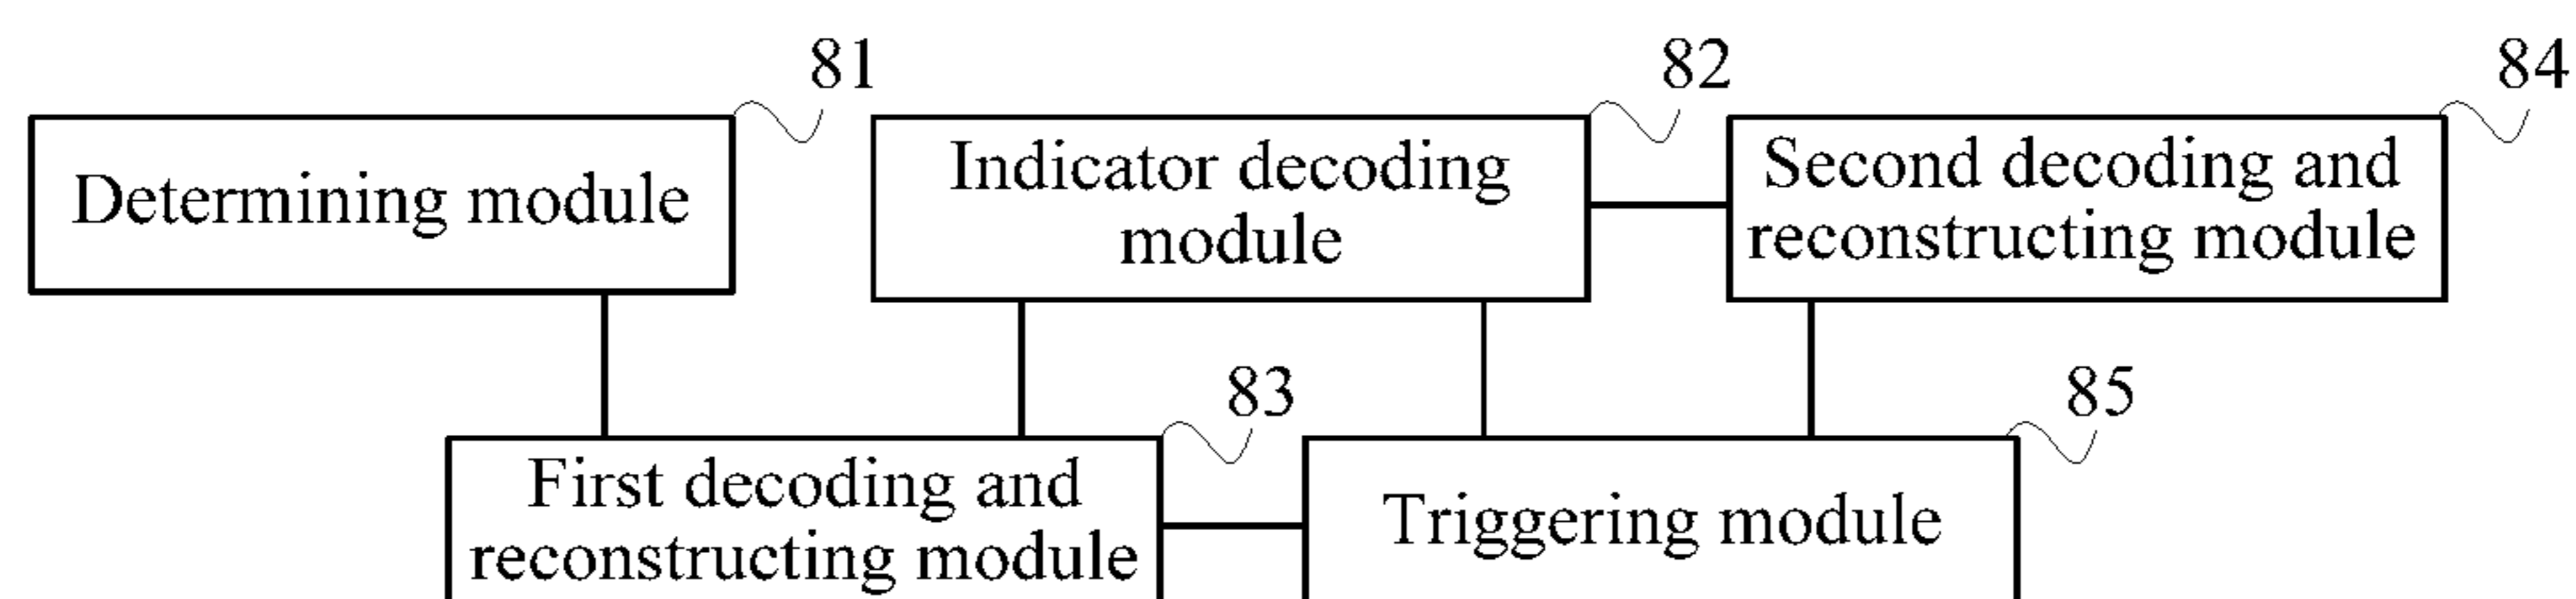 81
82
84
Determining module
Indicator decoding
module
Second decoding and
reconstructing module
83
85
First decoding and
reconstructing module
Triggering module